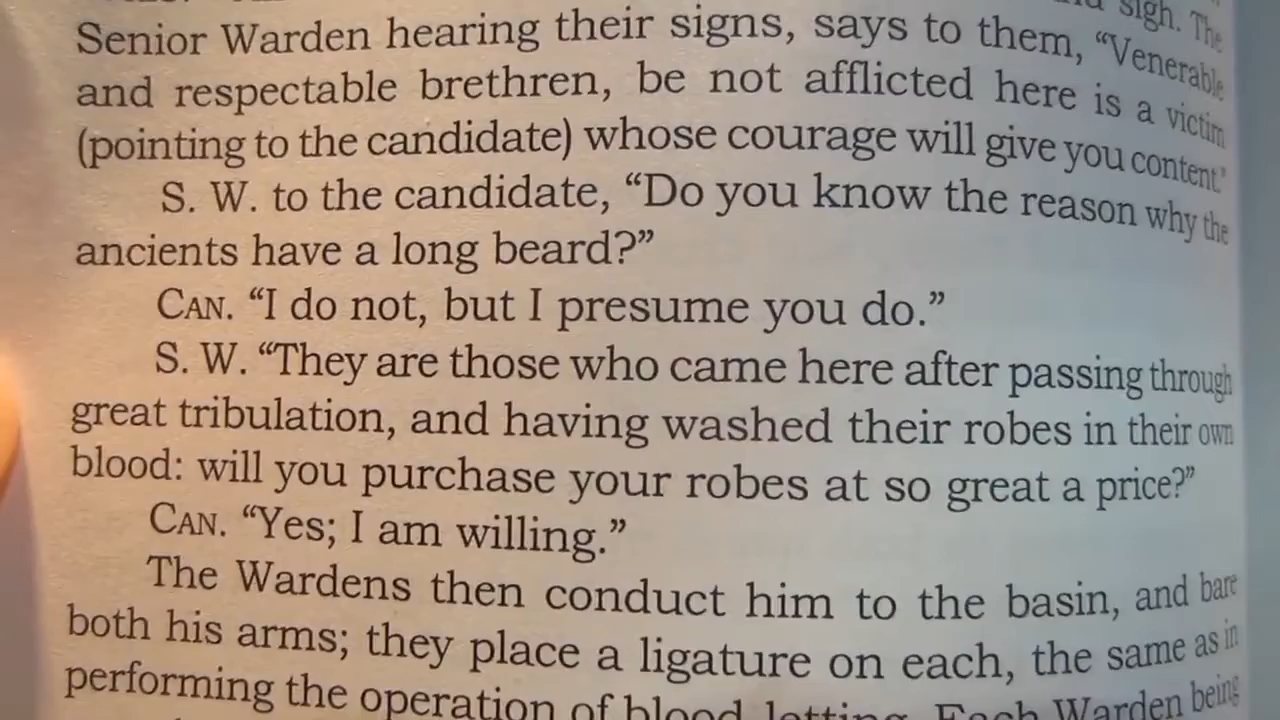 sigh. The
Senior Warden hearing their signs, says to them, “Venerable
and respectable brethren, be not afflicted here is a victim
(pointing to the candidate) whose courage will give you content.”
S. W. to the candidate, “Do you know the reason why the
ancients have a long beard?”
CAN. “I do not, but I presume you do.”
S. W. “They are those who came here after passing through
great tribulation, and having washed their robes in their own
blood: will you purchase your robes at so great a price?”
CAN. “Yes; I am willing.”
The Wardens then conduct him to the basin, and bare
both his arms; they place a ligature on each, the same as in
performing the operation of blood letting. Each Warden being